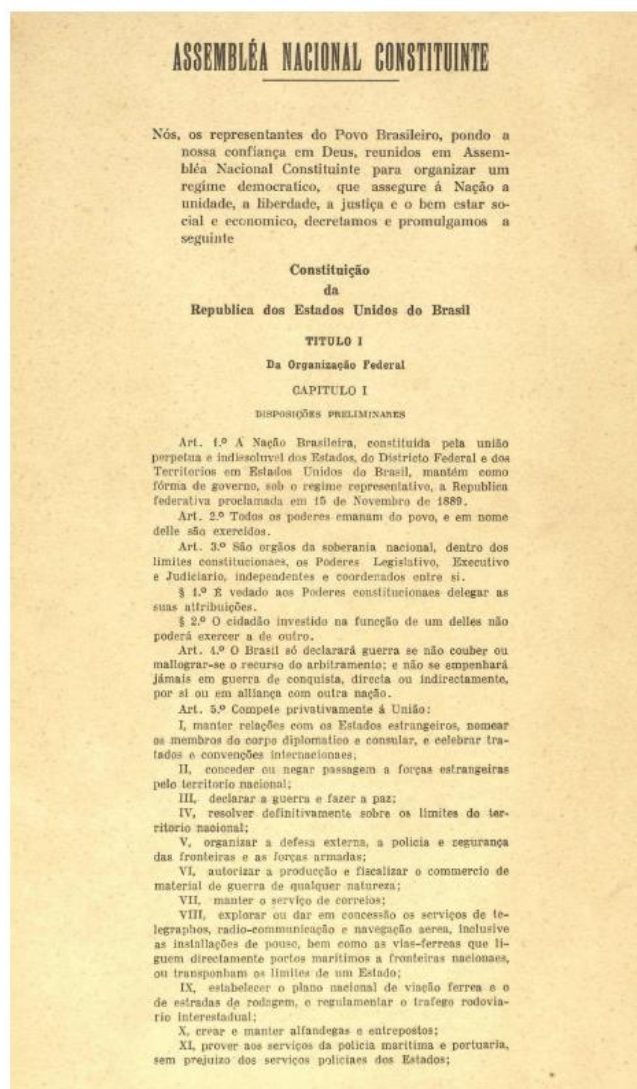 ASSEMBLÉA NACIONAL CONSTITUINTE
Nós, os representantes do Povo Brasileiro, pondo a
nossa confiança em Deus, reunidos em Assem-
bléa Nacional Constituinte para organizar um
regime democratico, que assegure á Nação a
unidade, a liberdade, a justiça e o bem estar so-
cial e economico, decretamos e promulgamos a
seguinte
Constituição
da
Republica dos Estados Unidos do Brasil
TITULO I
Da Organização Federal
CAPITULO I
DISPOSIÇÕES PRELIMINARES
Art. 1.º A Nação Brasileira, constituida pela união
perpetua e indissoluvel dos Estados, do Districto Federal e dos
Territorios em Estados Unidos do Brasil, mantém como
fórma de governo, sob o regime representativo, a Republica
federativa proclamada em 15 de Novembro de 1889.
Art. 2.º Todos os poderes emanam do povo, e em nome
delle são exercidos.
Art. 3.º São orgãos da soberania nacional, dentro dos
limites constitucionaes, os Poderes Legislativo, Executivo
e Judiciario, independentes e coordenados entre si.
§ 1.º É vedado aos Poderes constitucionaes delegar as
suas attribuições.
§ 2.º O cidadão investido na funcção de um delles não
poderá exercer a de outro.
Art. 4.º O Brasil só declarará guerra se não couber ou
mallograr-se o recurso do arbitramento; e não se empenhará
jámais em guerra de conquista, directa ou indirectamente,
por si ou em alliança com outra nação.
Art. 5.º Compete privativamente á União:
I, manter relações com os Estados estrangeiros, nomear
os membros do corpo diplomatico e consular, e celebrar tra-
tados e convenções internacionaes;
II, conceder ou negar passagem a forças estrangeiras
pelo territorio nacional;
III, declarar a guerra e fazer a paz;
IV, resolver definitivamente sobre os limites do ter-
ritorio nacional;
V, organizar a defesa externa, a policia e segurança
das fronteiras e as forças armadas;
VI, autorizar a producção e fiscalizar o commercio de
material de guerra de qualquer natureza;
VII, manter o serviço de correios;
VIII, explorar ou dar em concessão os serviços de te-
legraphos, radio-communicação e navegação aerea, inclusive
as installações de pouso, bem como as vias-ferreas que li-
guem directamente portos maritimos a fronteiras nacionaes,
ou transponham os limites de um Estado;
IX, estabelecer o plano nacional de viação ferrea e o
de estradas de rodagem, e regulamentar o trafego rodovia-
rio interestadual;
X, crear e manter alfandegas e entrepostos;
XI, prover aos serviços da policia maritima e portuaria,
sem prejuizo dos serviços policiaes dos Estados;